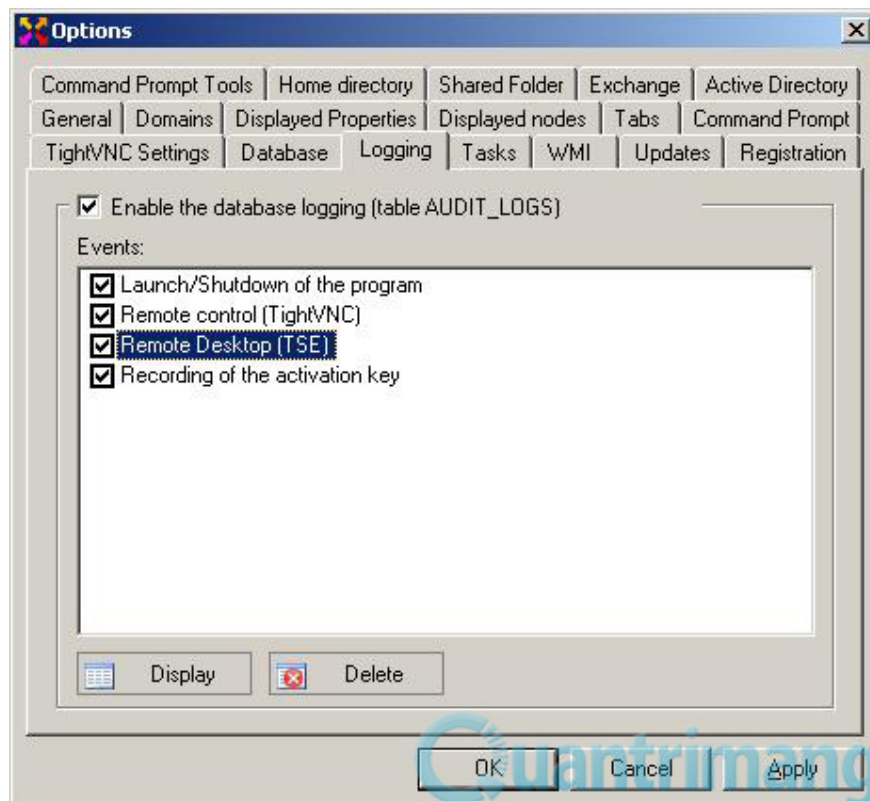 Options
Command Prompt Tools Home directory Shared Folder Exchange Active Directory
General Domains Displayed Properties Displayed nodes Tabs Command Prompt
TightVNC Settings Database Logging Tasks WMI Updates Registration
Enable the database logging (table AUDIT_LOGS)
Events:
Launch/Shutdown of the program
Remote control (TightVNC)
Remote Desktop (TSE)
Recording of the activation key
Display Delete
OK Cancel Apply
Quantrimang